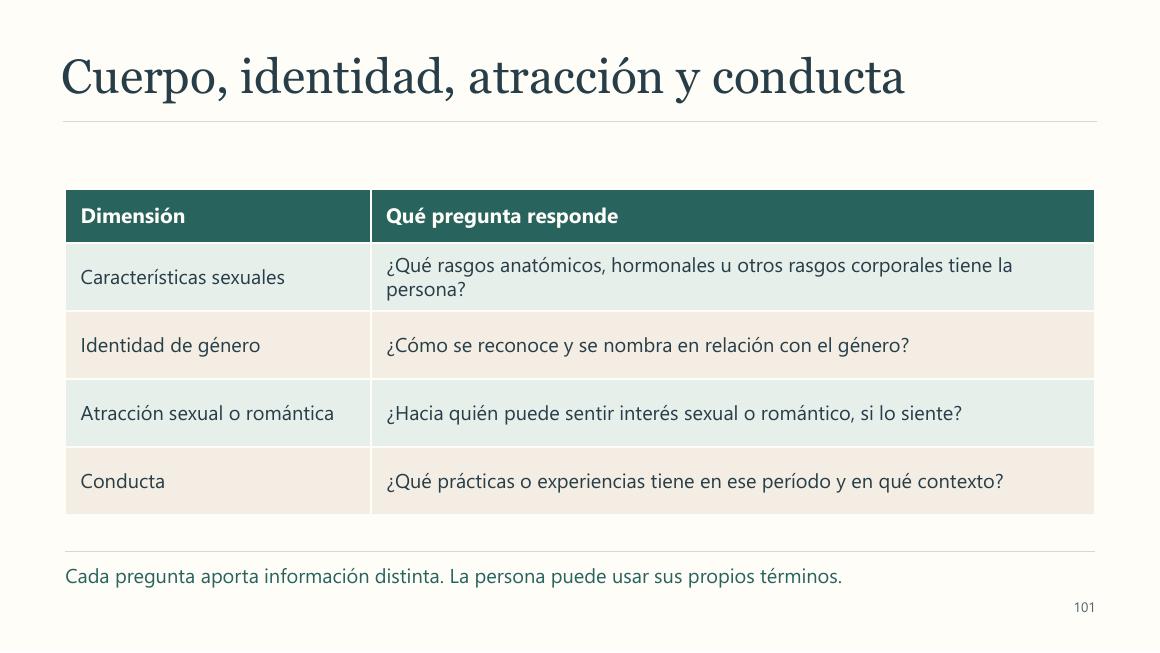 Cuerpo, identidad, atracción y conducta
Dimensión
Qué pregunta responde
Características sexuales
¿Qué rasgos anatómicos, hormonales u otros rasgos corporales tiene la
persona?
Identidad de género
¿Cómo se reconoce y se nombra en relación con el género?
Atracción sexual o romántica
¿Hacia quién puede sentir interés sexual o romántico, si lo siente?
Conducta
¿Qué prácticas o experiencias tiene en ese período y en qué contexto?
Cada pregunta aporta información distinta. La persona puede usar sus propios términos.
101